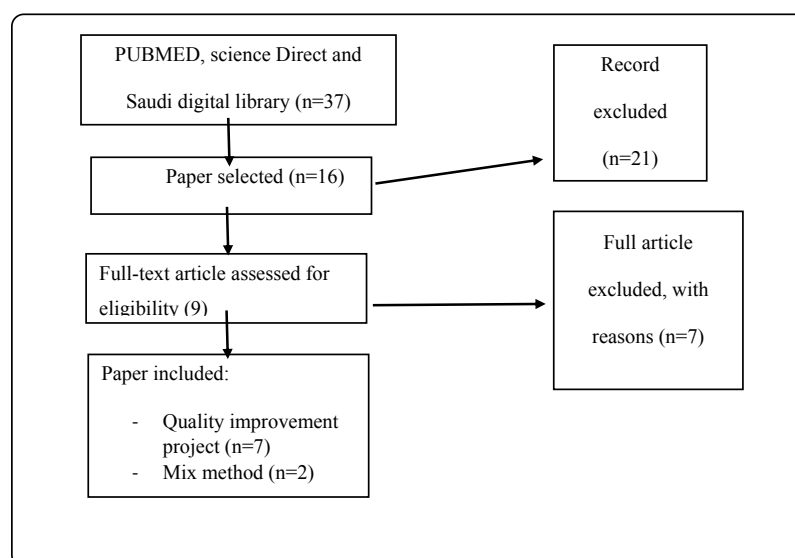 PUBMED, science Direct and
Saudi digital library (n=37)
Record
excluded
(n=21)
Paper selected (n=16)
Full article
excluded, with
reasons (n=7)
Full-text article assessed for
eligibility (9)
Paper included:
- Quality improvement
project (n=7)
- Mix method (n=2)